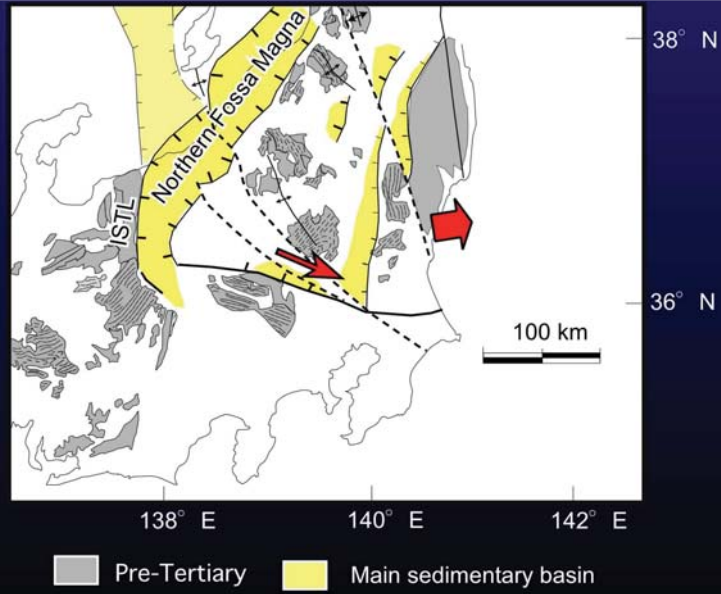 38° N
Northern Fossa Magna
ISTL
36° N
100 km
138° E
140° E
142° E
Pre-Tertiary
Main sedimentary basin